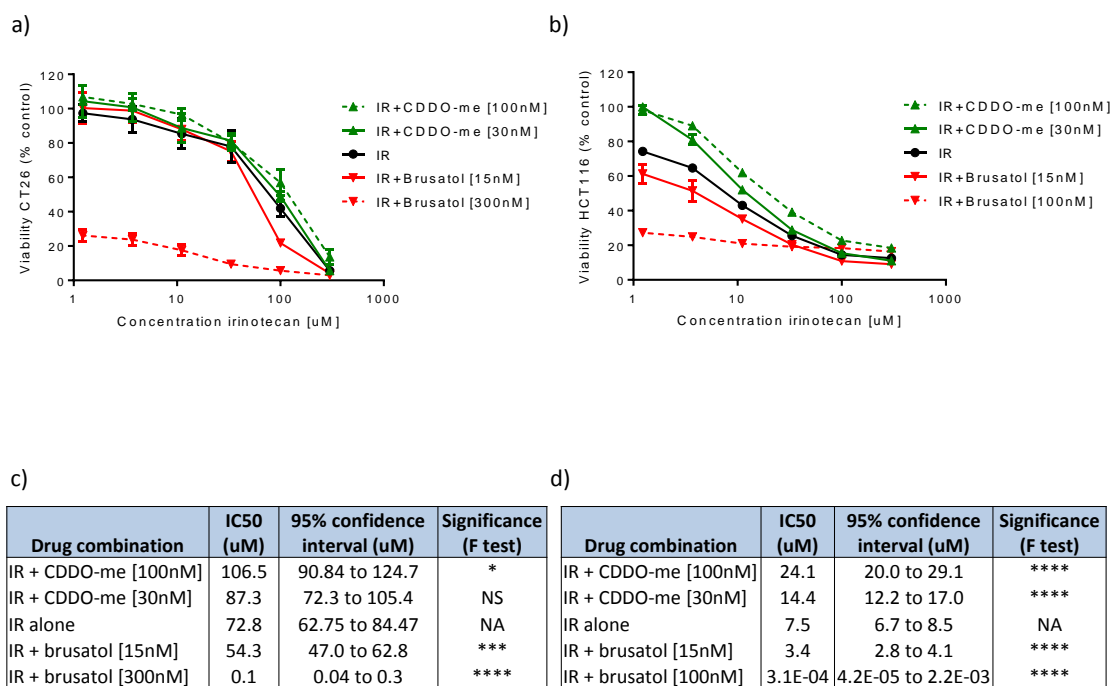 a)
Viability CT26 (% control)
120
100
80
60
40
20
0
1
10
100
1000
Concentration irinotecan [uM]
IR+CDDO-me [100nM]
IR+CDDO-me [30nM]
IR
IR+Brusatol [15nM]
IR+Brusatol [300nM]
b)
Viability HCT116 (% control)
120
100
80
60
40
20
0
1
10
100
1000
Concentration irinotecan [uM]
IR+CDDO-me [100nM]
IR+CDDO-me [30nM]
IR
IR+Brusatol [15nM]
IR+Brusatol [100nM]
c)
Drug combination IC50 (uM) 95% confidence interval (uM) Significance (F test)
IR + CDDO-me [100nM] 106.5 90.84 to 124.7 *
IR + CDDO-me [30nM] 87.3 72.3 to 105.4 NS
IR alone 72.8 62.75 to 84.47 NA
IR + brusatol [15nM] 54.3 47.0 to 62.8 ***
IR + brusatol [300nM] 0.1 0.04 to 0.3 ****
d)
Drug combination IC50 (uM) 95% confidence interval (uM) Significance (F test)
IR + CDDO-me [100nM] 24.1 20.0 to 29.1 ****
IR + CDDO-me [30nM] 14.4 12.2 to 17.0 ****
IR alone 7.5 6.7 to 8.5 NA
IR + brusatol [15nM] 3.4 2.8 to 4.1 ****
IR + brusatol [100nM] 3.1E-04 4.2E-05 to 2.2E-03 ****